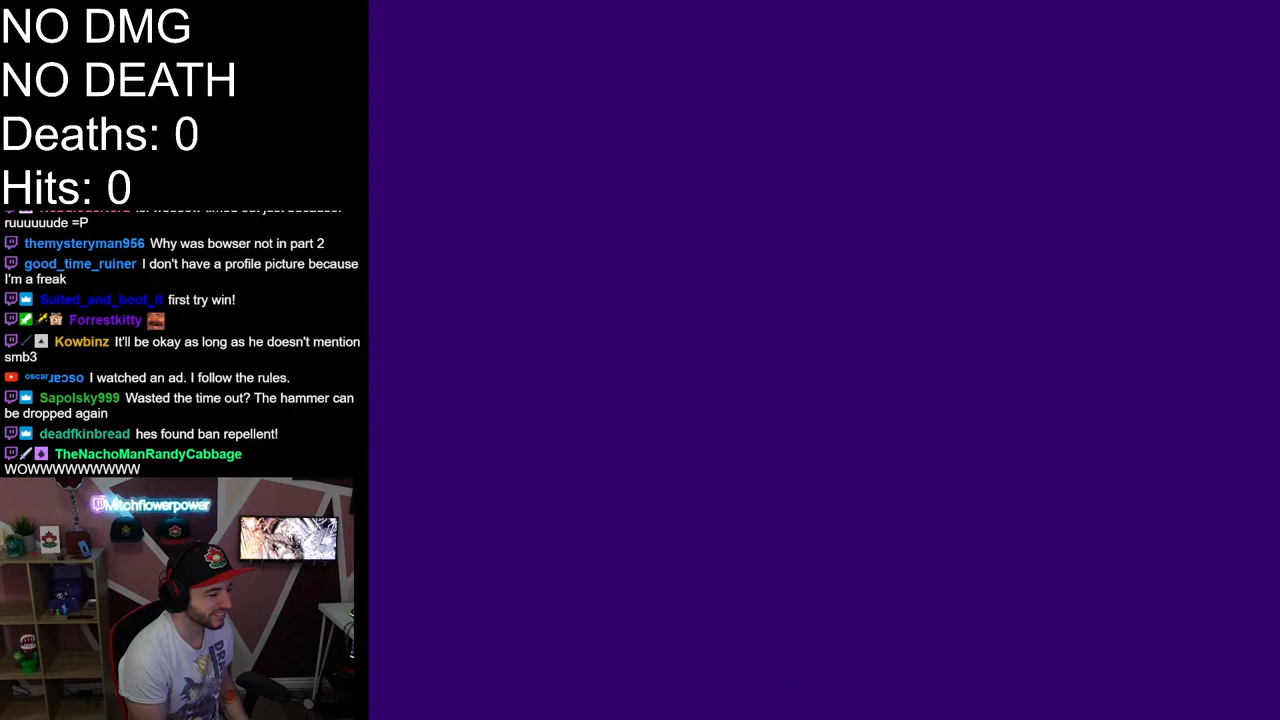 NO DMG
NO DEATH
Deaths: 0
Hits: 0
ruuuuuude =P
themysteryman956 Why was bowser not in part 2
good_time_ruiner I don't have a profile picture because
I'm a freak
Suited_and_boot_it first try win!
Forrestkitty
Kowbinz It'll be okay as long as he doesn't mention
smb3
I watched an ad. I follow the rules.
Sapolsky999 Wasted the time out? The hammer can
be dropped again
deadfkinbread hes found ban repellent!
TheNachoManRandyCabbage
WOWWWWWWWWW
Mitchflowerpower